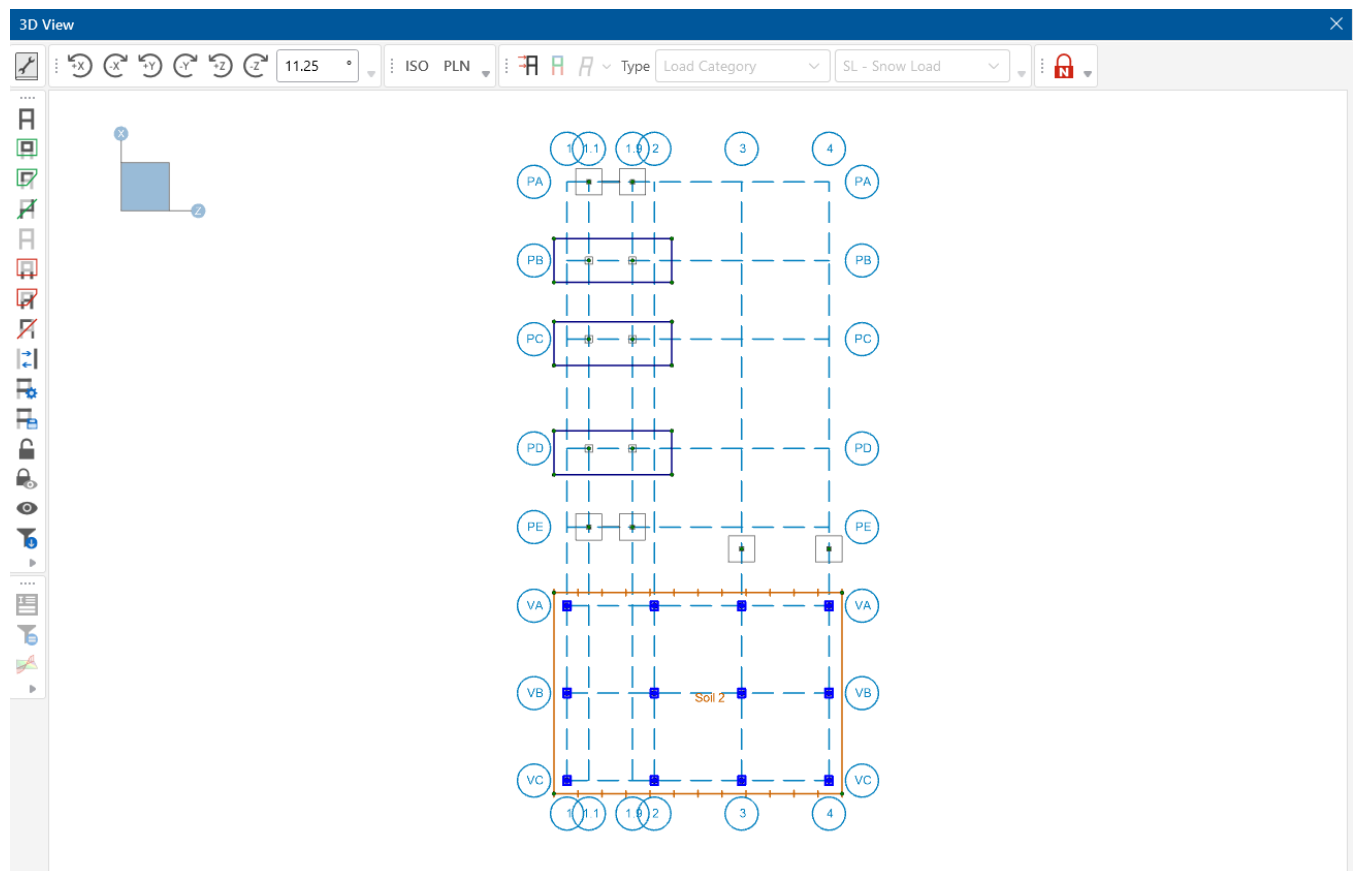 3D View
+X -X +Y -Y +Z -Z 11.25 ° ISO PLN Type Load Category SL - Snow Load N
X
Z
1 1.1 1.9 2 3 4
PA PA
PB PB
PC PC
PD PD
PE PE
VA VA
VB Soil 2 VB
VC VC
1 1.1 1.9 2 3 4